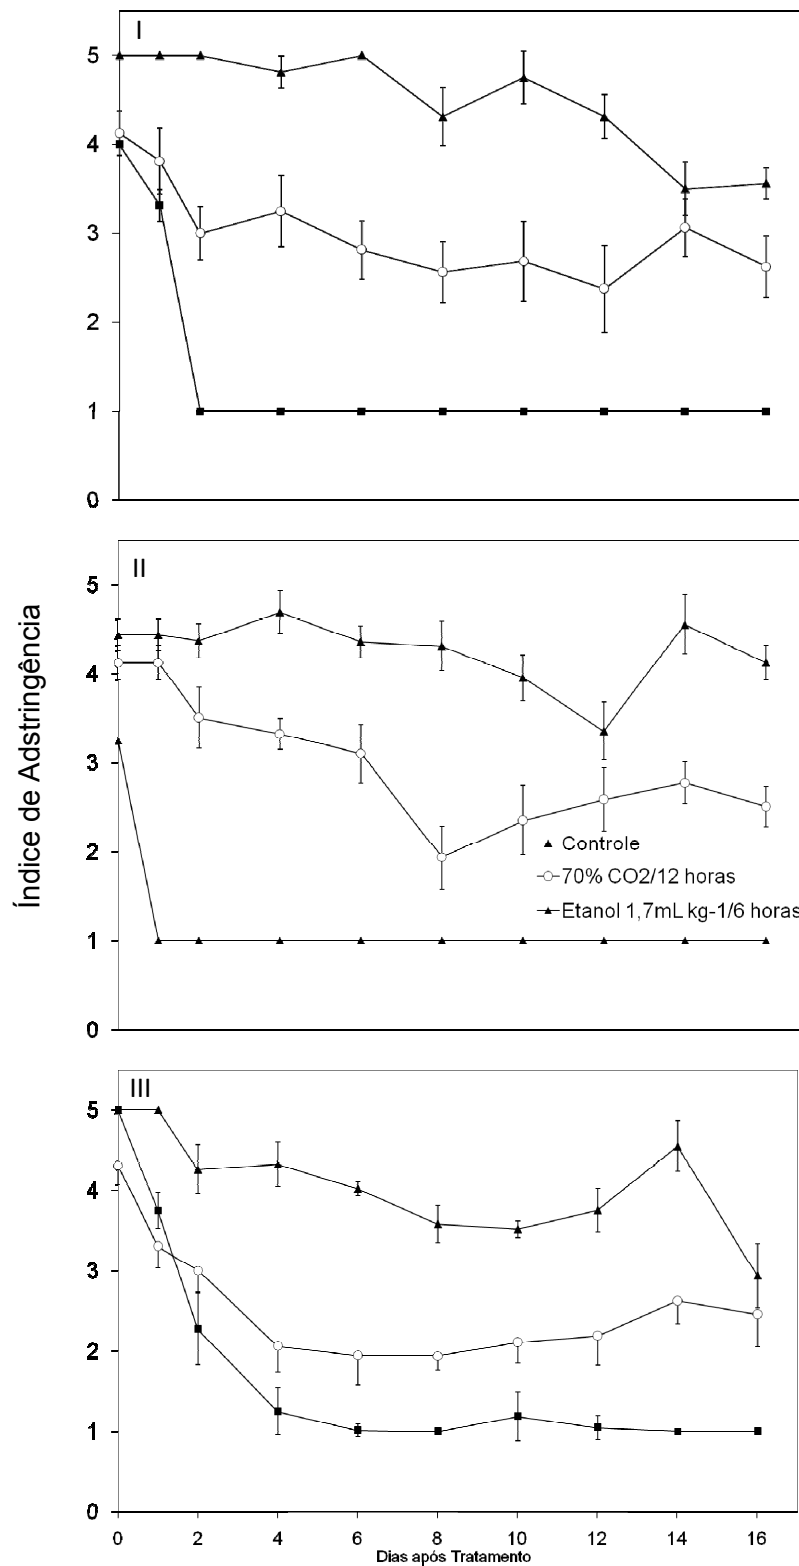 I
5
4
3
2
1
0
Índice de Adstringência
II
5
4
3
2
1
0
Controle
70% CO2/12 horas
Etanol 1,7mL kg-1/6 horas
III
5
4
3
2
1
0
0 2 4 6 8 10 12 14 16
Dias após Tratamento